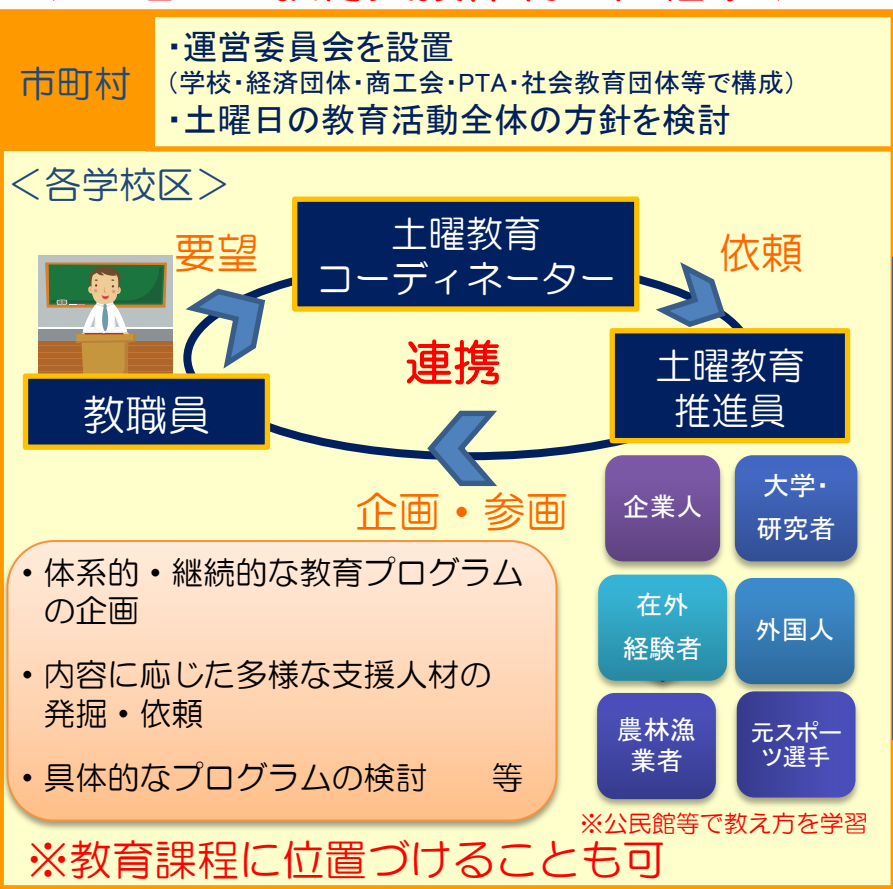 市町村
・運営委員会を設置
(学校・経済団体・商工会・PTA・社会教育団体等で構成)
・土曜日の教育活動全体の方針を検討
＜各学校区＞
要望
土曜教育
コーディネーター
依頼
連携
教職員
土曜教育
推進員
企画・参画
企業人
大学・
研究者
在外
経験者
外国人
農林漁
業者
元スポー
ツ選手
・体系的・継続的な教育プログラム
の企画
・内容に応じた多様な支援人材の
発掘・依頼
・具体的なプログラムの検討　等
※公民館等で教え方を学習
※教育課程に位置づけることも可